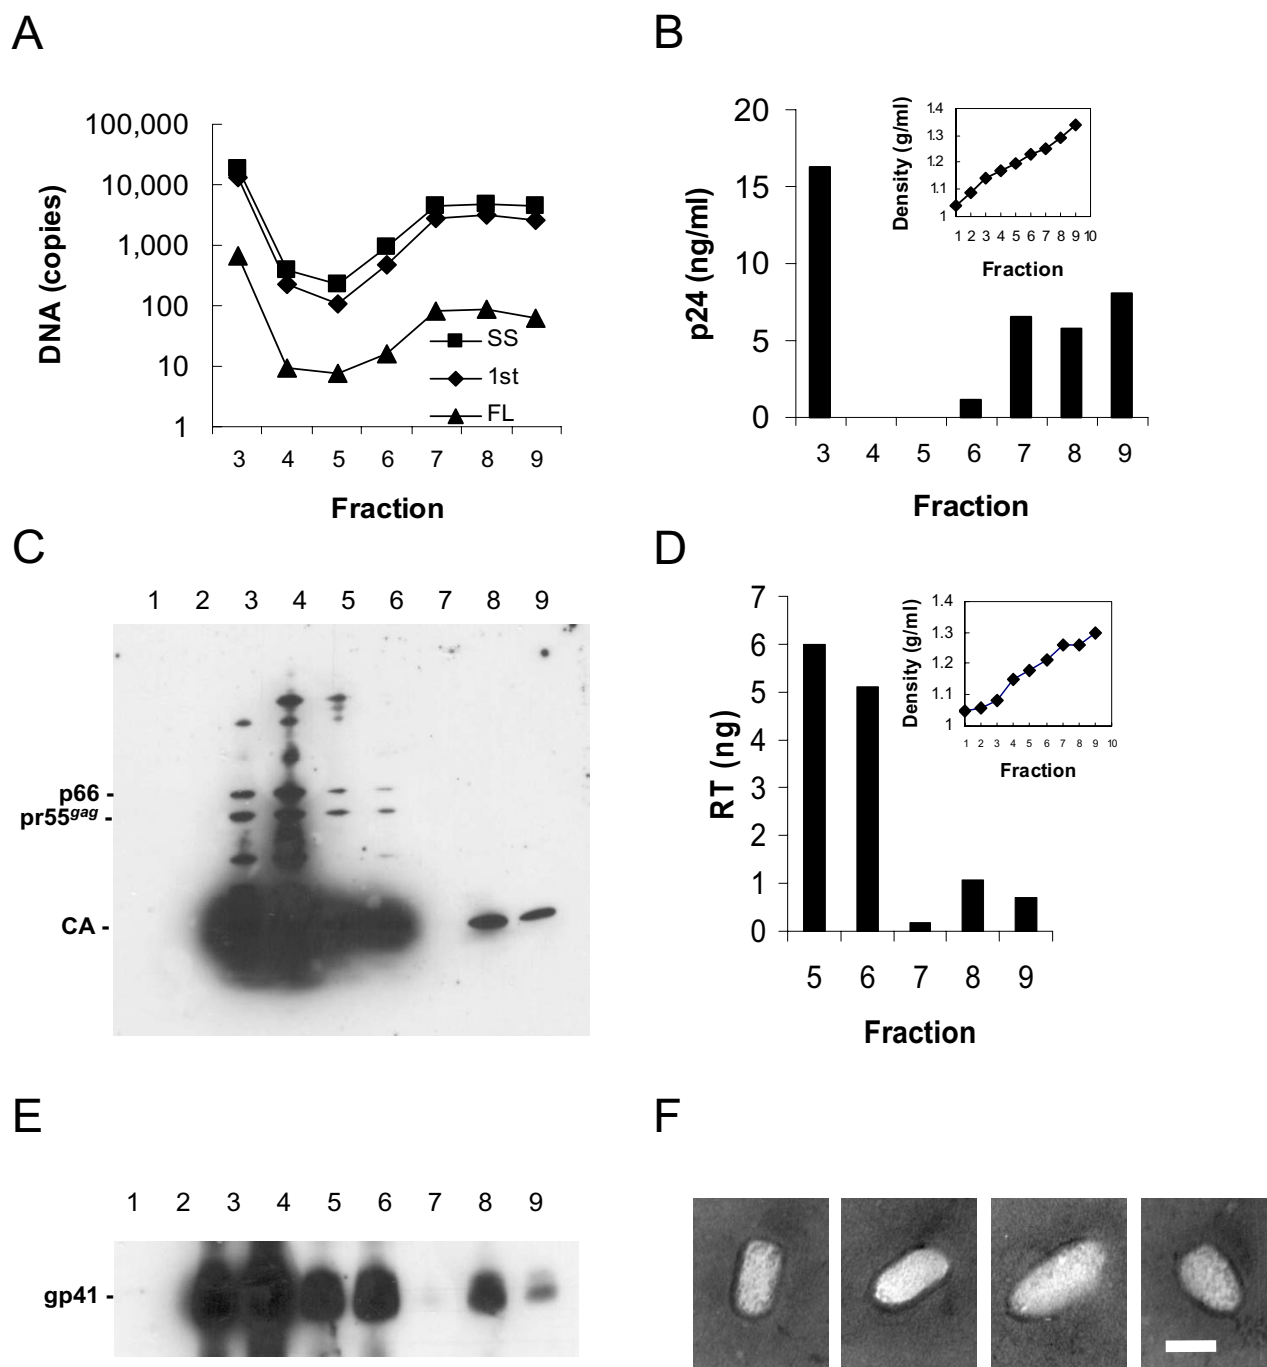 A
100,000
10,000
1,000
100
10
1
DNA (copies)
SS
1st
FL
3 4 5 6 7 8 9
Fraction
B
20
15
10
5
0
p24 (ng/ml)
3 4 5 6 7 8 9
Fraction
1.4
1.3
1.2
1.1
1
Density (g/ml)
1 2 3 4 5 6 7 8 9 10
Fraction
C
1 2 3 4 5 6 7 8 9
p66 -
pr55gag -
CA -
D
7
6
5
4
3
2
1
0
RT (ng)
5 6 7 8 9
Fraction
1.4
1.3
1.2
1.1
1
Density (g/ml)
1 2 3 4 5 6 7 8 9 10
Fraction
E
1 2 3 4 5 6 7 8 9
gp41 -
F